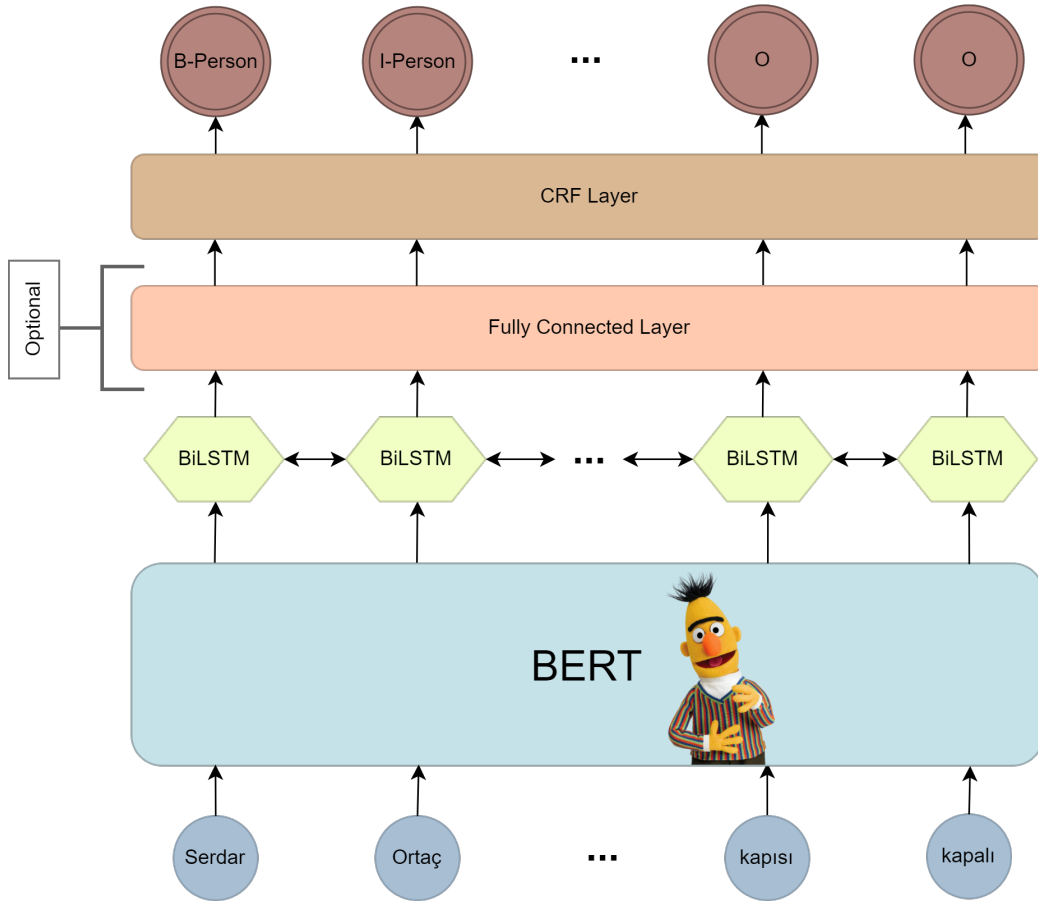 B-Person I-Person ... O O
CRF Layer
Optional
Fully Connected Layer
BiLSTM BiLSTM ... BiLSTM BiLSTM
BERT
Serdar Ortaç ... kapısı kapalı